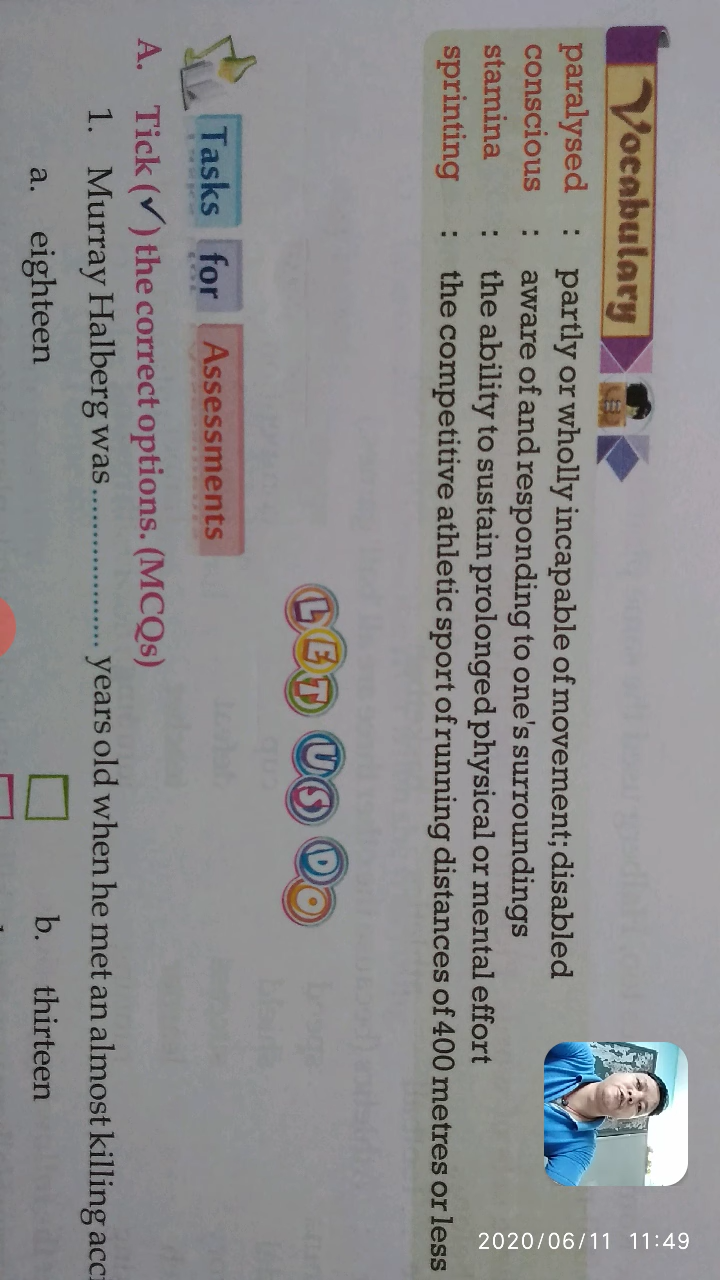 Vocabulary
paralysed : partly or wholly incapable of movement; disabled
conscious : aware of and responding to one's surroundings
stamina : the ability to sustain prolonged physical or mental effort
sprinting : the competitive athletic sport of running distances of 400 metres or less
LET US DO
Tasks for Assessments
A. Tick (✓) the correct options. (MCQs)
1. Murray Halberg was .................... years old when he met an almost killing acc
a. eighteen
b. thirteen
2020/06/11 11:49